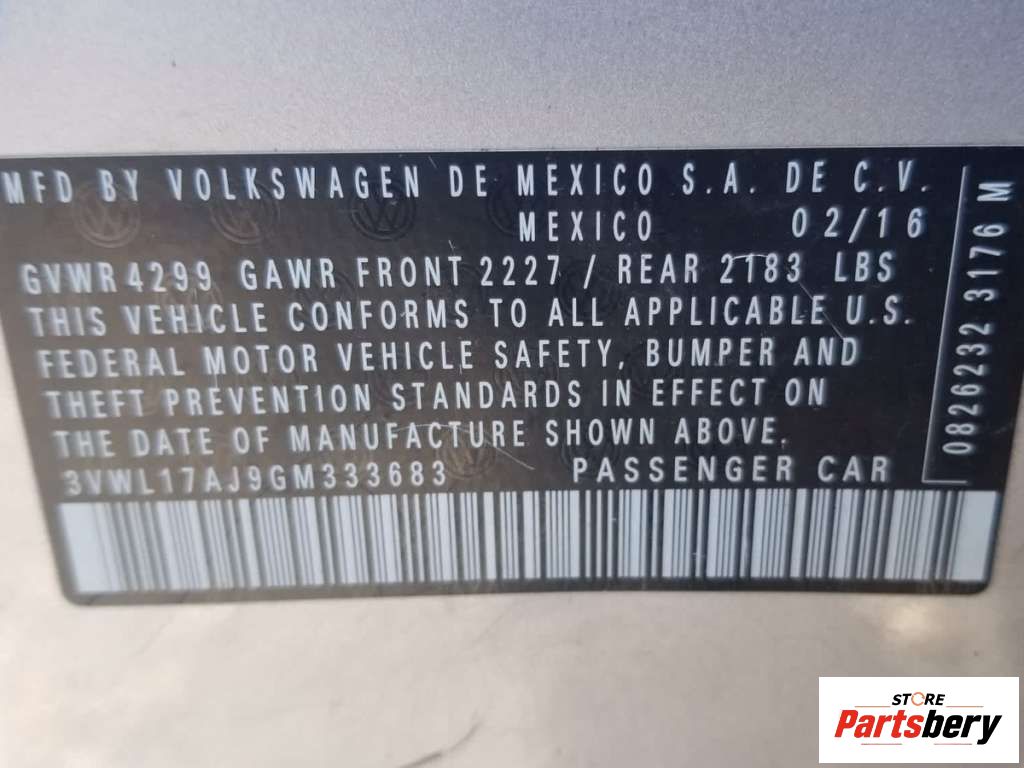 MFD BY VOLKSWAGEN DE MEXICO S.A. DE C.V.
MEXICO 02/16
GVWR 4299 GAWR FRONT 2227 / REAR 2183 LBS
THIS VEHICLE CONFORMS TO ALL APPLICABLE U.S.
FEDERAL MOTOR VEHICLE SAFETY, BUMPER AND
THEFT PREVENTION STANDARDS IN EFFECT ON
THE DATE OF MANUFACTURE SHOWN ABOVE.
3VWL17AJ9GM333683 PASSENGER CAR
0826232 3176 M
STORE
Partsbery